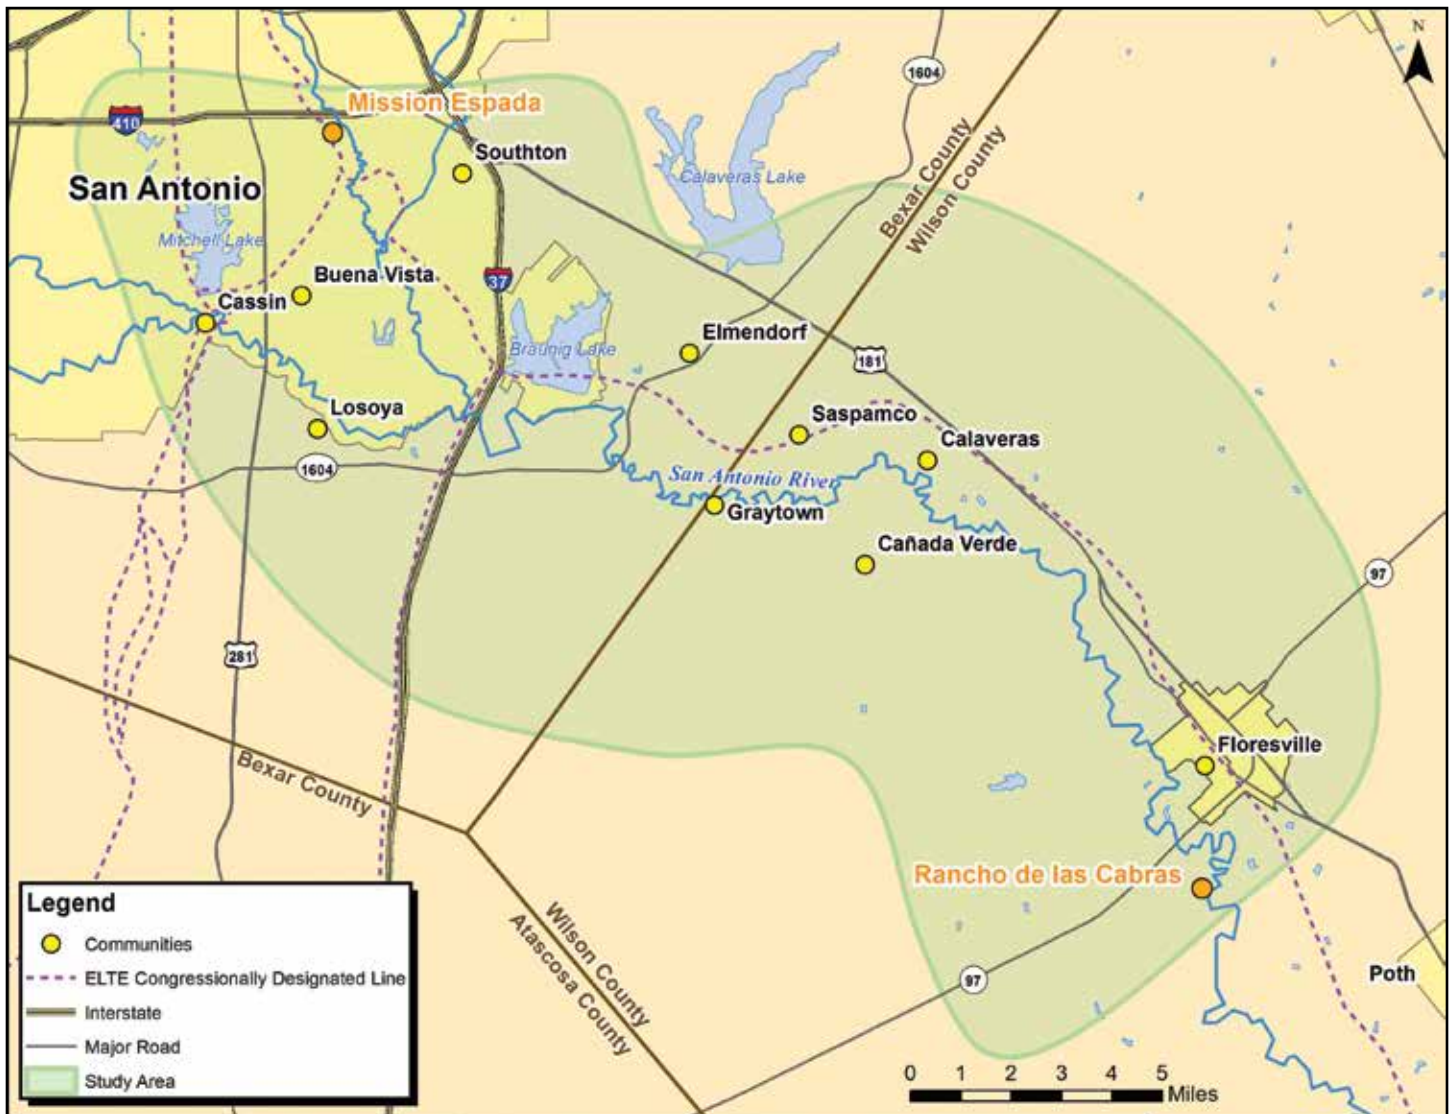 N
1604
410
Mission Espada
Southton
San Antonio
Calaveras Lake
Bexar County
Wilson County
Mitchell Lake
Buena Vista
37
Cassin
Braunig Lake
Elmendorf
181
Losoya
Saspamco
Calaveras
1604
San Antonio River
Graytown
Cañada Verde
97
281
Floresville
Bexar County
Rancho de las Cabras
Wilson County
Atascosa County
97
Poth
Legend
Communities
ELTE Congressionally Designated Line
Interstate
Major Road
Study Area
0 1 2 3 4 5
Miles